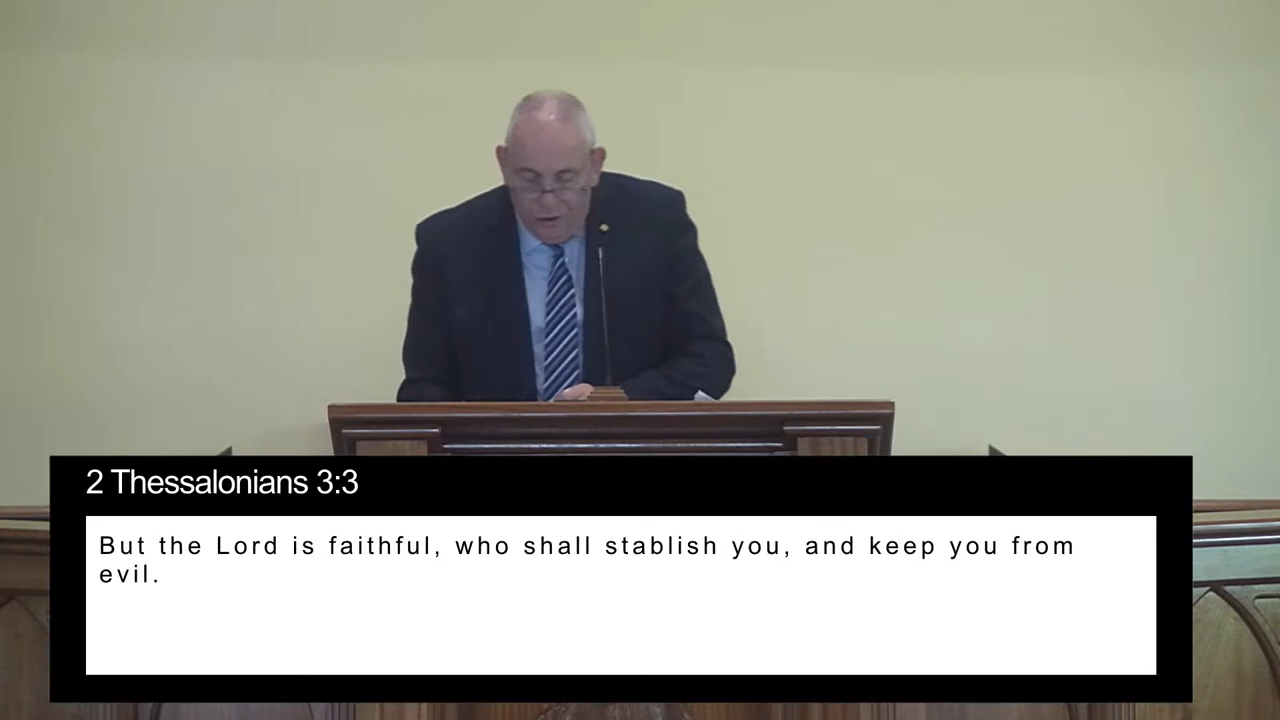 2 Thessalonians 3:3
But the Lord is faithful, who shall stablish you, and keep you from
evil.